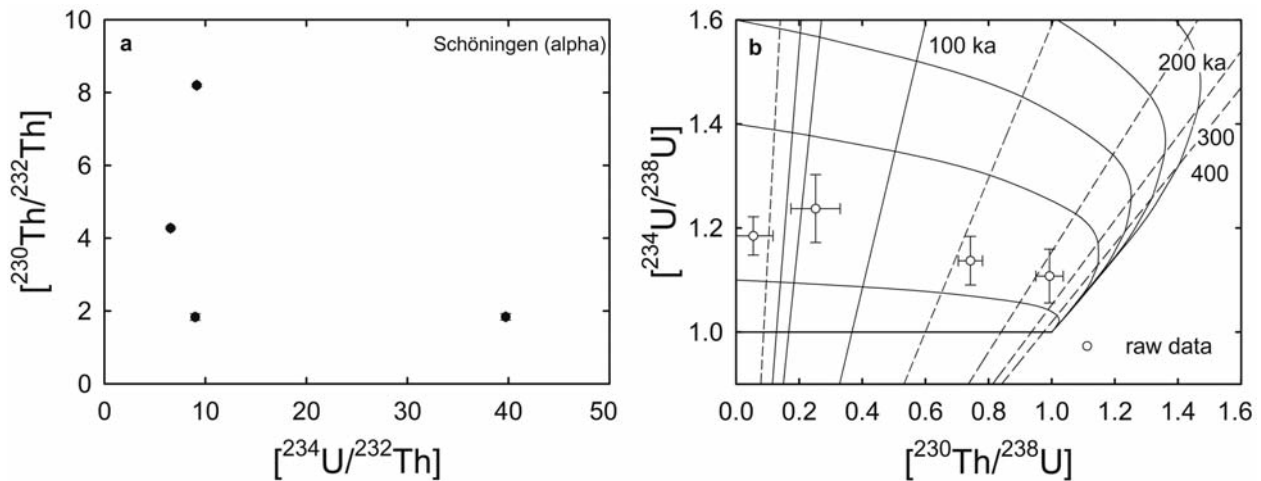 a
Schöningen (alpha)
[²³⁰Th/²³²Th]
10
8
6
4
2
0
0 10 20 30 40 50
[²³⁴U/²³²Th]
b
100 ka
200 ka
300
400
raw data
[²³⁴U/²³⁸U]
1.6
1.4
1.2
1.0
0.0 0.2 0.4 0.6 0.8 1.0 1.2 1.4 1.6
[²³⁰Th/²³⁸U]